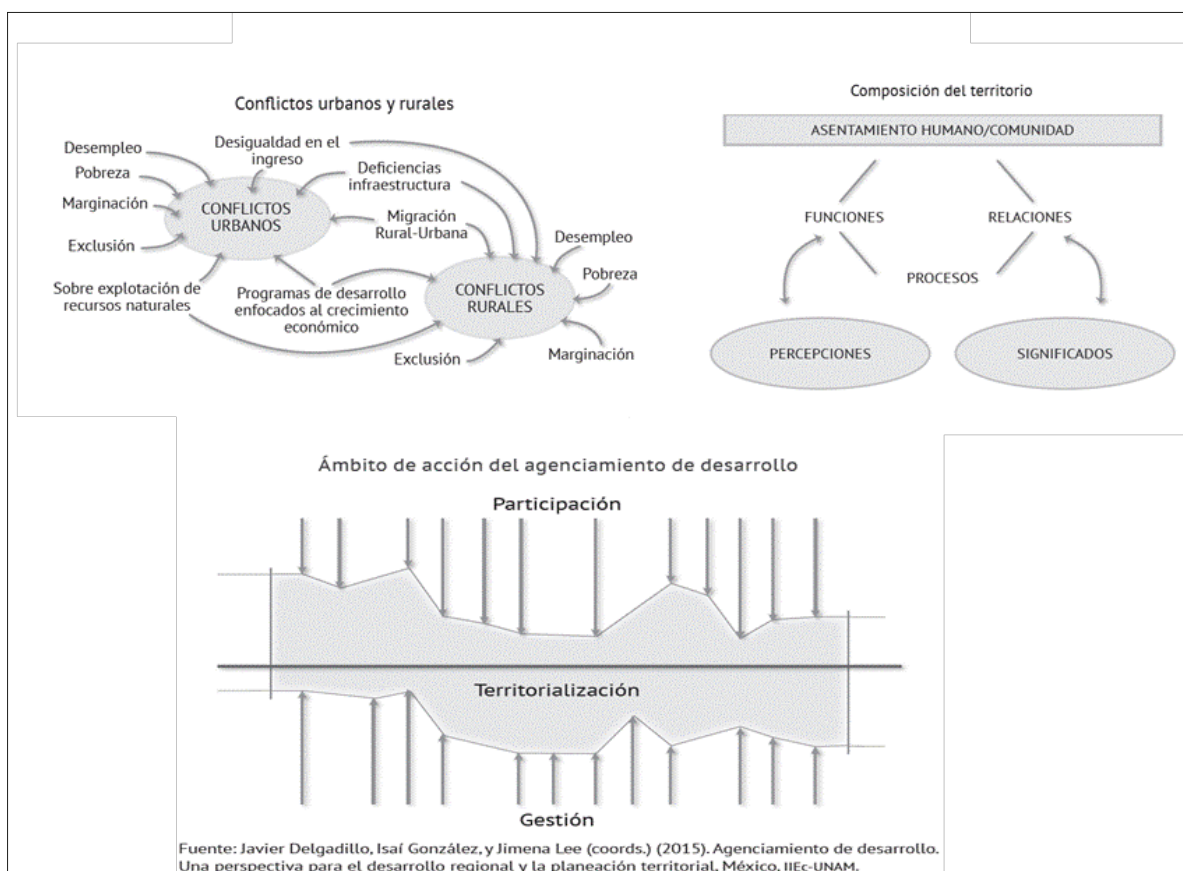 Conflictos urbanos y rurales
Desempleo
Pobreza
Marginación
Exclusión
Sobre explotación de
recursos naturales
Desigualdad en el
ingreso
Deficiencias
infraestructura
CONFLICTOS
URBANOS
Migración
Rural-Urbana
Programas de desarrollo
enfocados al crecimiento
económico
CONFLICTOS
RURALES
Desempleo
Pobreza
Marginación
Exclusión
Composición del territorio
ASENTAMIENTO HUMANO/COMUNIDAD
FUNCIONES
RELACIONES
PROCESOS
PERCEPCIONES
SIGNIFICADOS
Ámbito de acción del agenciamiento de desarrollo
Participación
Territorialización
Gestión
Fuente: Javier Delgadillo, Isaí González, y Jimena Lee (coords.) (2015). Agenciamiento de desarrollo.
Una perspectiva para el desarrollo regional y la planeación territorial, México, IIEc-UNAM.